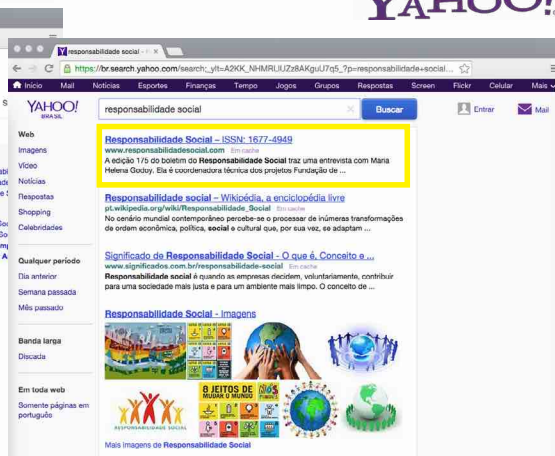 YAHOO!
responsabilidade social -
https://br.search.yahoo.com/search;_ylt=A2KK_NHMRLIUZz8AKguU7q5_?p=responsabilidade+social...
Início Mail Notícias Esportes Finanças Tempo Jogos Grupos Respostas Screen Flickr Celular Mais
YAHOO!
BRASIL
responsabilidade social
Buscar
Entrar
Mail
Web
Imagens
Vídeo
Notícias
Respostas
Shopping
Celebridades
Qualquer período
Dia anterior
Semana passada
Mês passado
Banda larga
Discada
Em toda web
Somente páginas em
português
Responsabilidade Social – ISSN: 1677-4949
www.responsabilidadesocial.com Em cache
A edição 175 do boletim do Responsabilidade Social traz uma entrevista com Maria
Helena Godoy. Ela é coordenadora técnica dos projetos Fundação de ...
Responsabilidade social – Wikipédia, a enciclopédia livre
pt.wikipedia.org/wiki/Responsabilidade_Social Em cache
No cenário mundial contemporâneo percebe-se o processar de inúmeras transformações
de ordem econômica, política, social e cultural que, por sua vez, se adaptam ...
Significado de Responsabilidade Social - O que é, Conceito e ...
www.significados.com.br/responsabilidade-social Em cache
Responsabilidade social é quando as empresas decidem, voluntariamente, contribuir
para uma sociedade mais justa e para um ambiente mais limpo. O conceito de ...
Responsabilidade Social - Imagens
8 JEITOS DE
MUDAR O MUNDO
NÓS
PODEMOS
RESPONSABILIDADE SOCIAL
Mais imagens de Responsabilidade Social